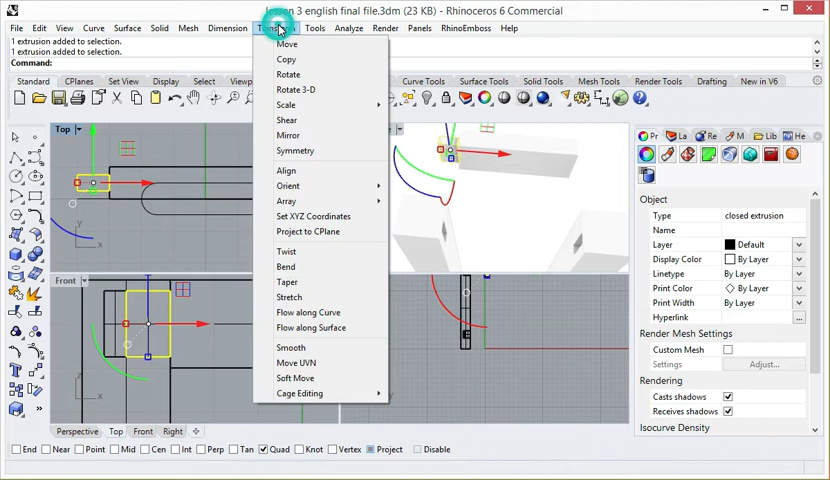 lesson 3 english final file.3dm (23 KB) - Rhinoceros 6 Commercial
File Edit View Curve Surface Solid Mesh Dimension Tools Analyze Render Panels RhinoEmboss Help
1 extrusion added to selection.
1 extrusion added to selection.
Command:
Standard CPlanes Set View Display Select Curve Tools Surface Tools Mesh Tools Render Tools Drafting New in V6
Move
Copy
Rotate
Rotate 3-D
Scale
Shear
Mirror
Symmetry
Align
Orient
Array
Set XYZ Coordinates
Project to CPlane
Twist
Bend
Taper
Stretch
Flow along Curve
Flow along Surface
Smooth
Move UVN
Soft Move
Cage Editing
Top
y
x
Front
z
x
Pr La Re M Lib He
Object
Type closed extrusion
Name
Layer Default
Display Color By Layer
Linetype By Layer
Print Color By Layer
Print Width By Layer
Hyperlink ...
Render Mesh Settings
Custom Mesh
Settings Adjust...
Rendering
Casts shadows
Receives shadows
Isocurve Density
Perspective Top Front Right
End Near Point Mid Cen Int Perp Tan Quad Knot Vertex Project Disable